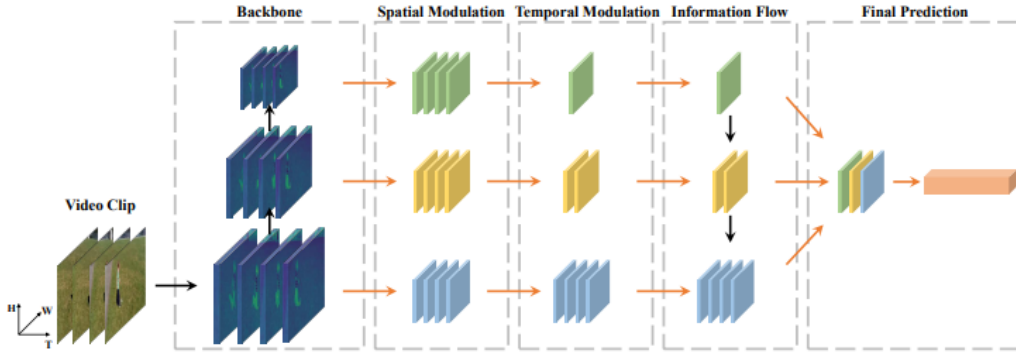 Backbone
Spatial Modulation
Temporal Modulation
Information Flow
Final Prediction
Video Clip
H
W
T